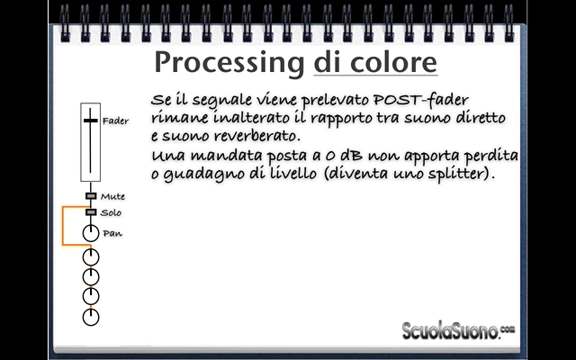 Processing di colore
Se il segnale viene prelevato POST-fader
rimane inalterato il rapporto tra suono diretto
e suono reverberato.
Una mandata posta a 0 dB non apporta perdita
o guadagno di livello (diventa uno splitter).
Fader
Mute
Solo
Pan
ScuolaSuono.com